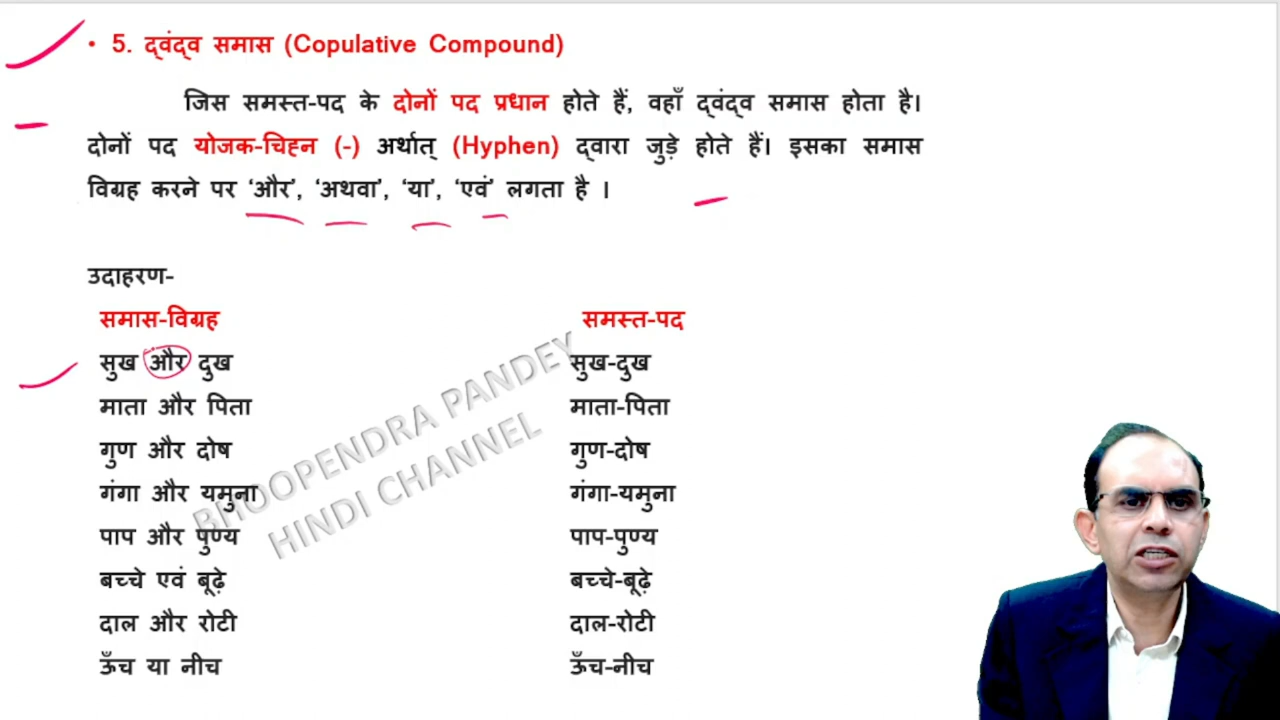 • 5. द्वंद्व समास (Copulative Compound)
जिस समस्त-पद के दोनों पद प्रधान होते हैं, वहाँ द्वंद्व समास होता है।
दोनों पद योजक-चिह्न (-) अर्थात् (Hyphen) द्वारा जुड़े होते हैं। इसका समास
विग्रह करने पर ‘और’, ‘अथवा’, ‘या’, ‘एवं’ लगता है ।
उदाहरण-
समास-विग्रह समस्त-पद
सुख और दुख सुख-दुख
माता और पिता माता-पिता
गुण और दोष गुण-दोष
गंगा और यमुना गंगा-यमुना
पाप और पुण्य पाप-पुण्य
बच्चे एवं बूढ़े बच्चे-बूढ़े
दाल और रोटी दाल-रोटी
ऊँच या नीच ऊँच-नीच
BHOOPENDRA PANDEY
HINDI CHANNEL